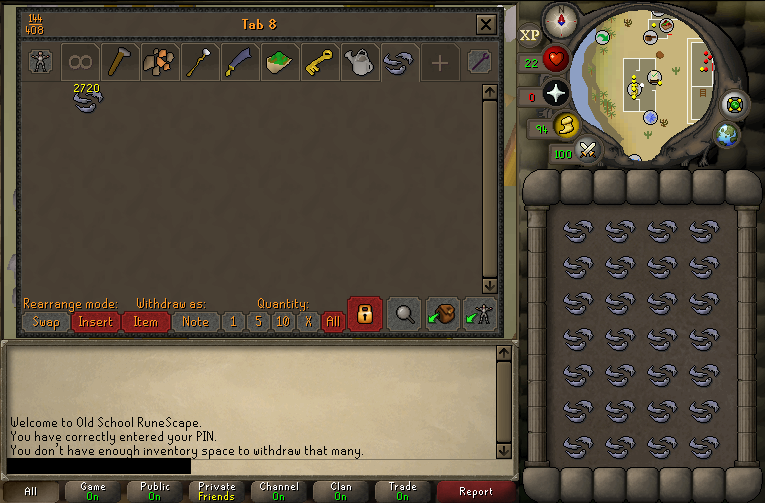 144
408
Tab 8
XP
2720
22
0
94
100
Rearrange mode:
Withdraw as:
Quantity:
Swap
Insert
Item
Note
1
5
10
X
All
Welcome to Old School RuneScape.
You have correctly entered your PIN.
You don't have enough inventory space to withdraw that many.
All
Game
On
Public
On
Private
Friends
Channel
On
Clan
On
Trade
On
Report